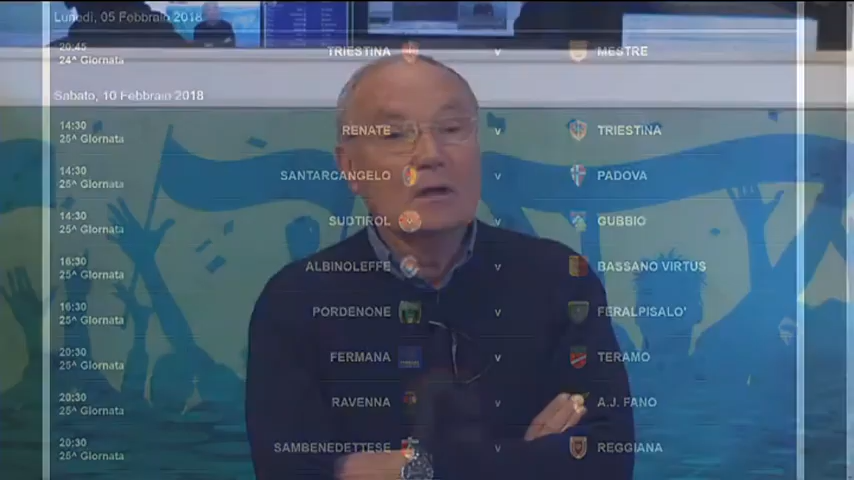 Lunedi, 05 Febbraio 2018
20:45
24^ Giornata
TRIESTINA v MESTRE
Sabato, 10 Febbraio 2018
14:30
25^ Giornata
RENATE v TRIESTINA
14:30
25^ Giornata
SANTARCANGELO v PADOVA
14:30
25^ Giornata
SUDTIROL v GUBBIO
16:30
25^ Giornata
ALBINOLEFFE v BASSANO VIRTUS
16:30
25^ Giornata
PORDENONE v FERALPISALO'
20:30
25^ Giornata
FERMANA v TERAMO
20:30
25^ Giornata
RAVENNA v A.J. FANO
20:30
25^ Giornata
SAMBENEDETTESE v REGGIANA